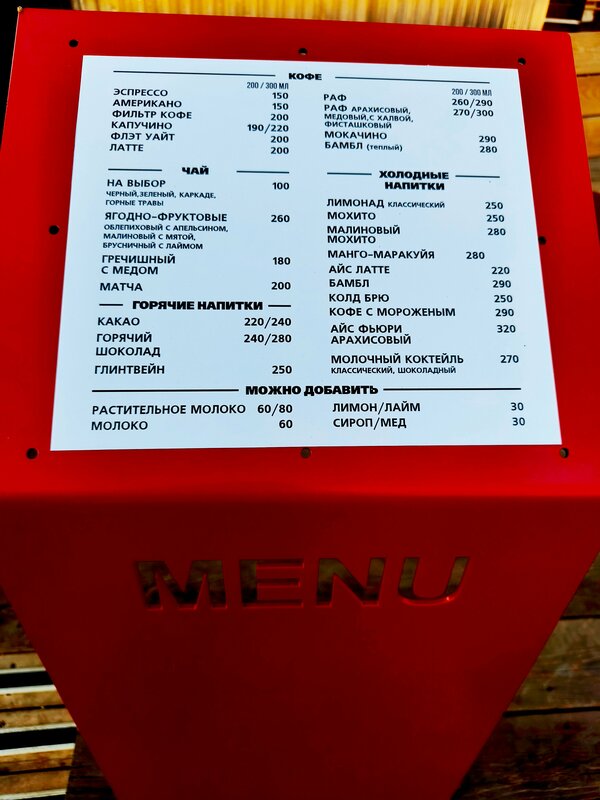 КОФЕ
200 / 300 МЛ
ЭСПРЕССО 150
АМЕРИКАНО 150
ФИЛЬТР КОФЕ 200
КАПУЧИНО 190/220
ФЛЭТ УАЙТ 200
ЛАТТЕ 200
200 / 300 МЛ
РАФ 260/290
РАФ АРАХИСОВЫЙ, 270/300
МЕДОВЫЙ,С ХАЛВОЙ,
ФИСТАШКОВЫЙ
МОКАЧИНО 290
БАМБЛ (теплый) 280
ЧАЙ
НА ВЫБОР 100
ЧЕРНЫЙ,ЗЕЛЕНЫЙ, КАРКАДЕ,
ГОРНЫЕ ТРАВЫ
ЯГОДНО-ФРУКТОВЫЕ 260
ОБЛЕПИХОВЫЙ С АПЕЛЬСИНОМ,
МАЛИНОВЫЙ С МЯТОЙ,
БРУСНИЧНЫЙ С ЛАЙМОМ
ГРЕЧИШНЫЙ 180
С МЕДОМ
МАТЧА 200
ГОРЯЧИЕ НАПИТКИ
КАКАО 220/240
ГОРЯЧИЙ 240/280
ШОКОЛАД
ГЛИНТВЕЙН 250
ХОЛОДНЫЕ
НАПИТКИ
ЛИМОНАД КЛАССИЧЕСКИЙ 250
МОХИТО 250
МАЛИНОВЫЙ 280
МОХИТО
МАНГО-МАРАКУЙЯ 280
АЙС ЛАТТЕ 220
БАМБЛ 290
КОЛД БРЮ 250
КОФЕ С МОРОЖЕНЫМ 290
АЙС ФЬЮРИ 320
АРАХИСОВЫЙ
МОЛОЧНЫЙ КОКТЕЙЛЬ 270
КЛАССИЧЕСКИЙ, ШОКОЛАДНЫЙ
МОЖНО ДОБАВИТЬ
РАСТИТЕЛЬНОЕ МОЛОКО 60/80
МОЛОКО 60
ЛИМОН/ЛАЙМ 30
СИРОП/МЕД 30
MENU